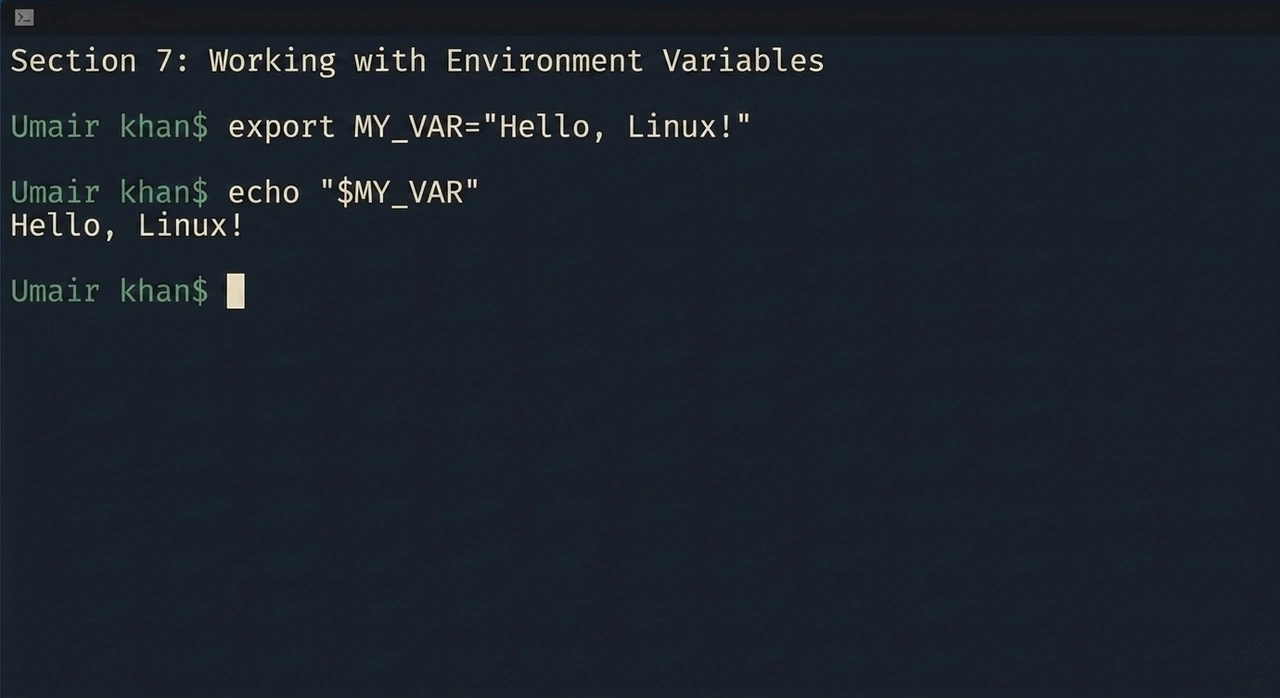 Section 7: Working with Environment Variables
Umair khan$ export MY_VAR="Hello, Linux!"
Umair khan$ echo "$MY_VAR"
Hello, Linux!
Umair khan$